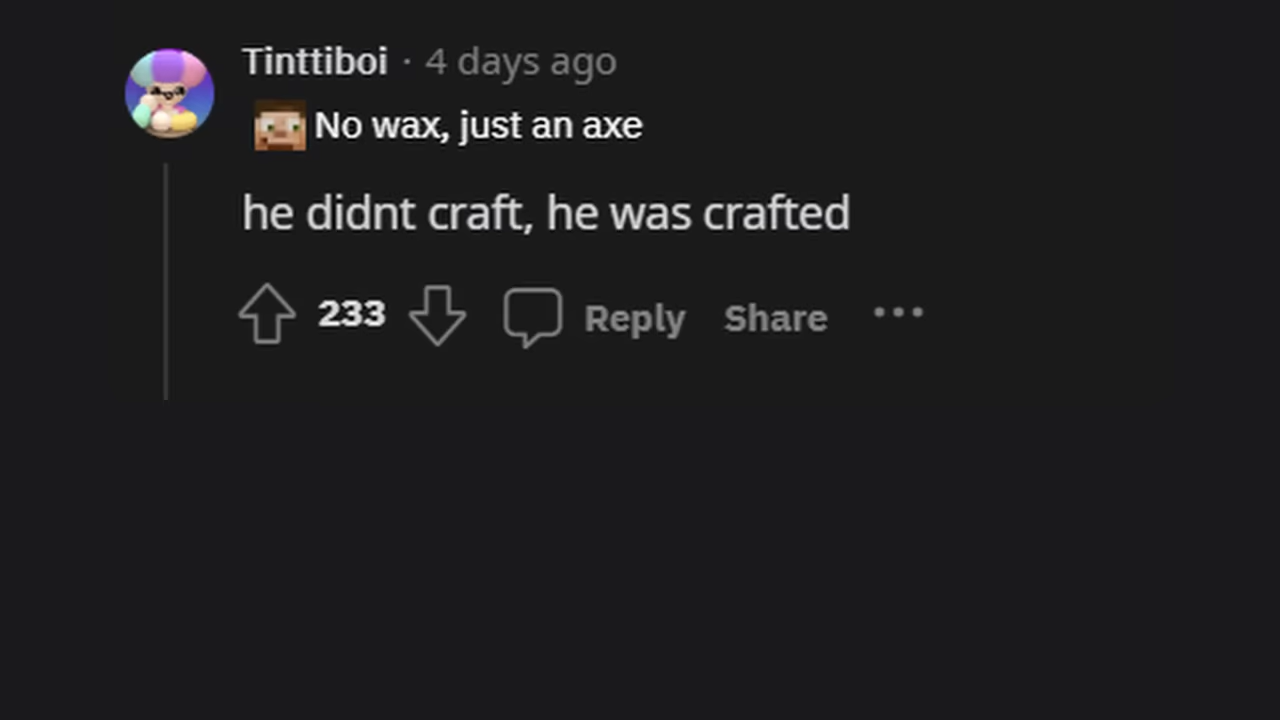 Tinttiboi · 4 days ago
No wax, just an axe
he didnt craft, he was crafted
233 Reply Share